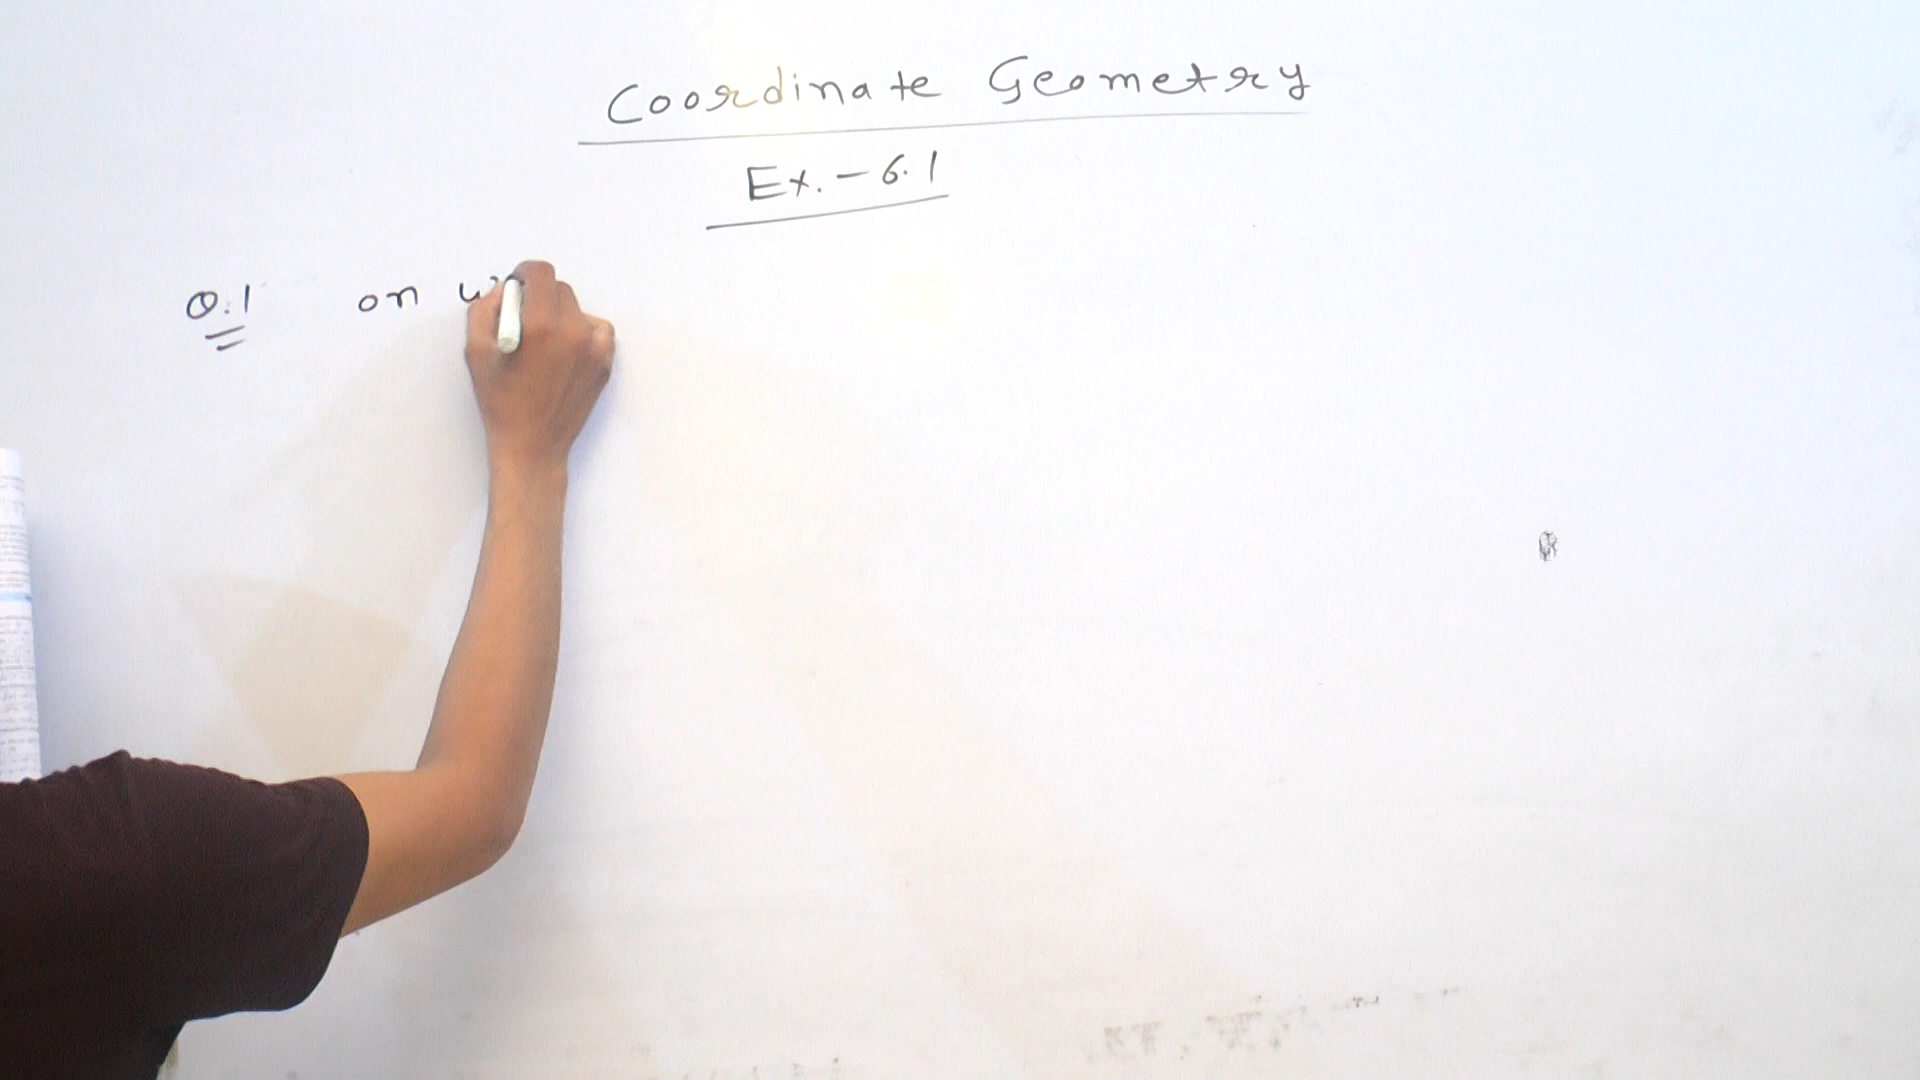 Coordinate Geometry
Ex. - 6.1
Q.1 on